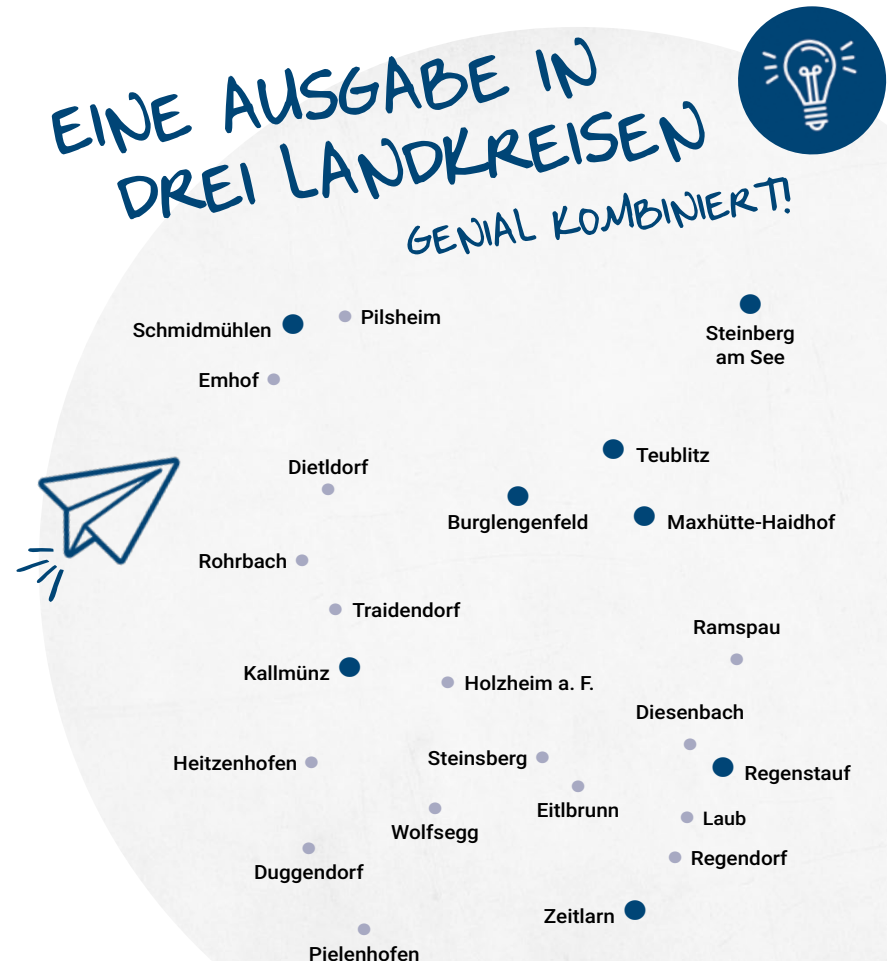 EINE AUSGABE IN
DREI LANDKREISEN
GENIAL KOMBINIERT!
Schmidmühlen
Pilsheim
Steinberg
am See
Emhof
Teublitz
Dietldorf
Burglengenfeld
Maxhütte-Haidhof
Rohrbach
Traidendorf
Ramspau
Kallmünz
Holzheim a. F.
Diesenbach
Heitzenhofen
Steinsberg
Regenstauf
Eitlbrunn
Laub
Wolfsegg
Regendorf
Duggendorf
Zeitlarn
Pielenhofen